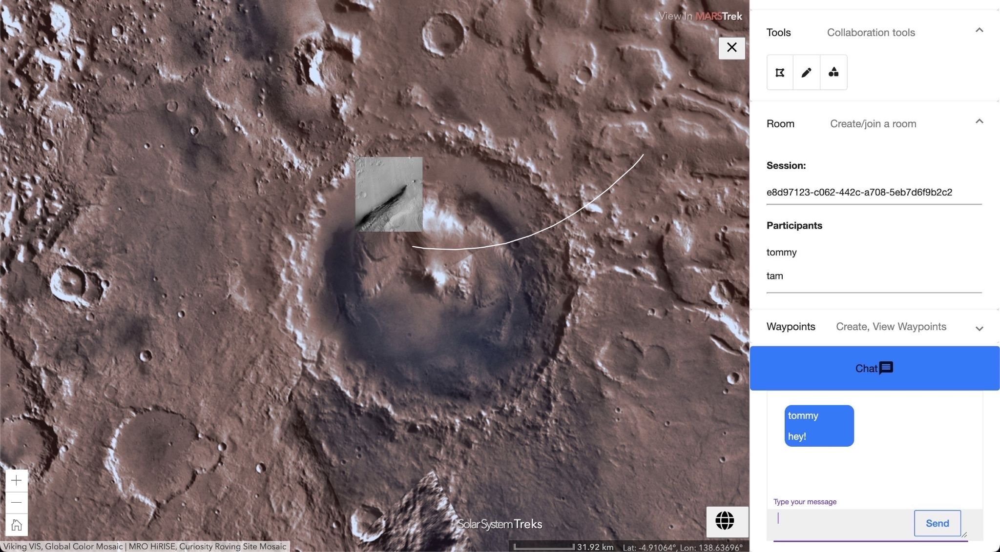 View In MARSTrek
SolarSystemTreks
Viking VIS, Global Color Mosaic | MRO HiRISE, Curiosity Roving Site Mosaic
31.92 km
Lat: -4.91064°, Lon: 138.63696°
Tools Collaboration tools
Room Create/join a room
Session:
e8d97123-c062-442c-a708-5eb7d6f9b2c2
Participants
tommy
tam
Waypoints Create, View Waypoints
Chat
tommy
hey!
Type your message
Send